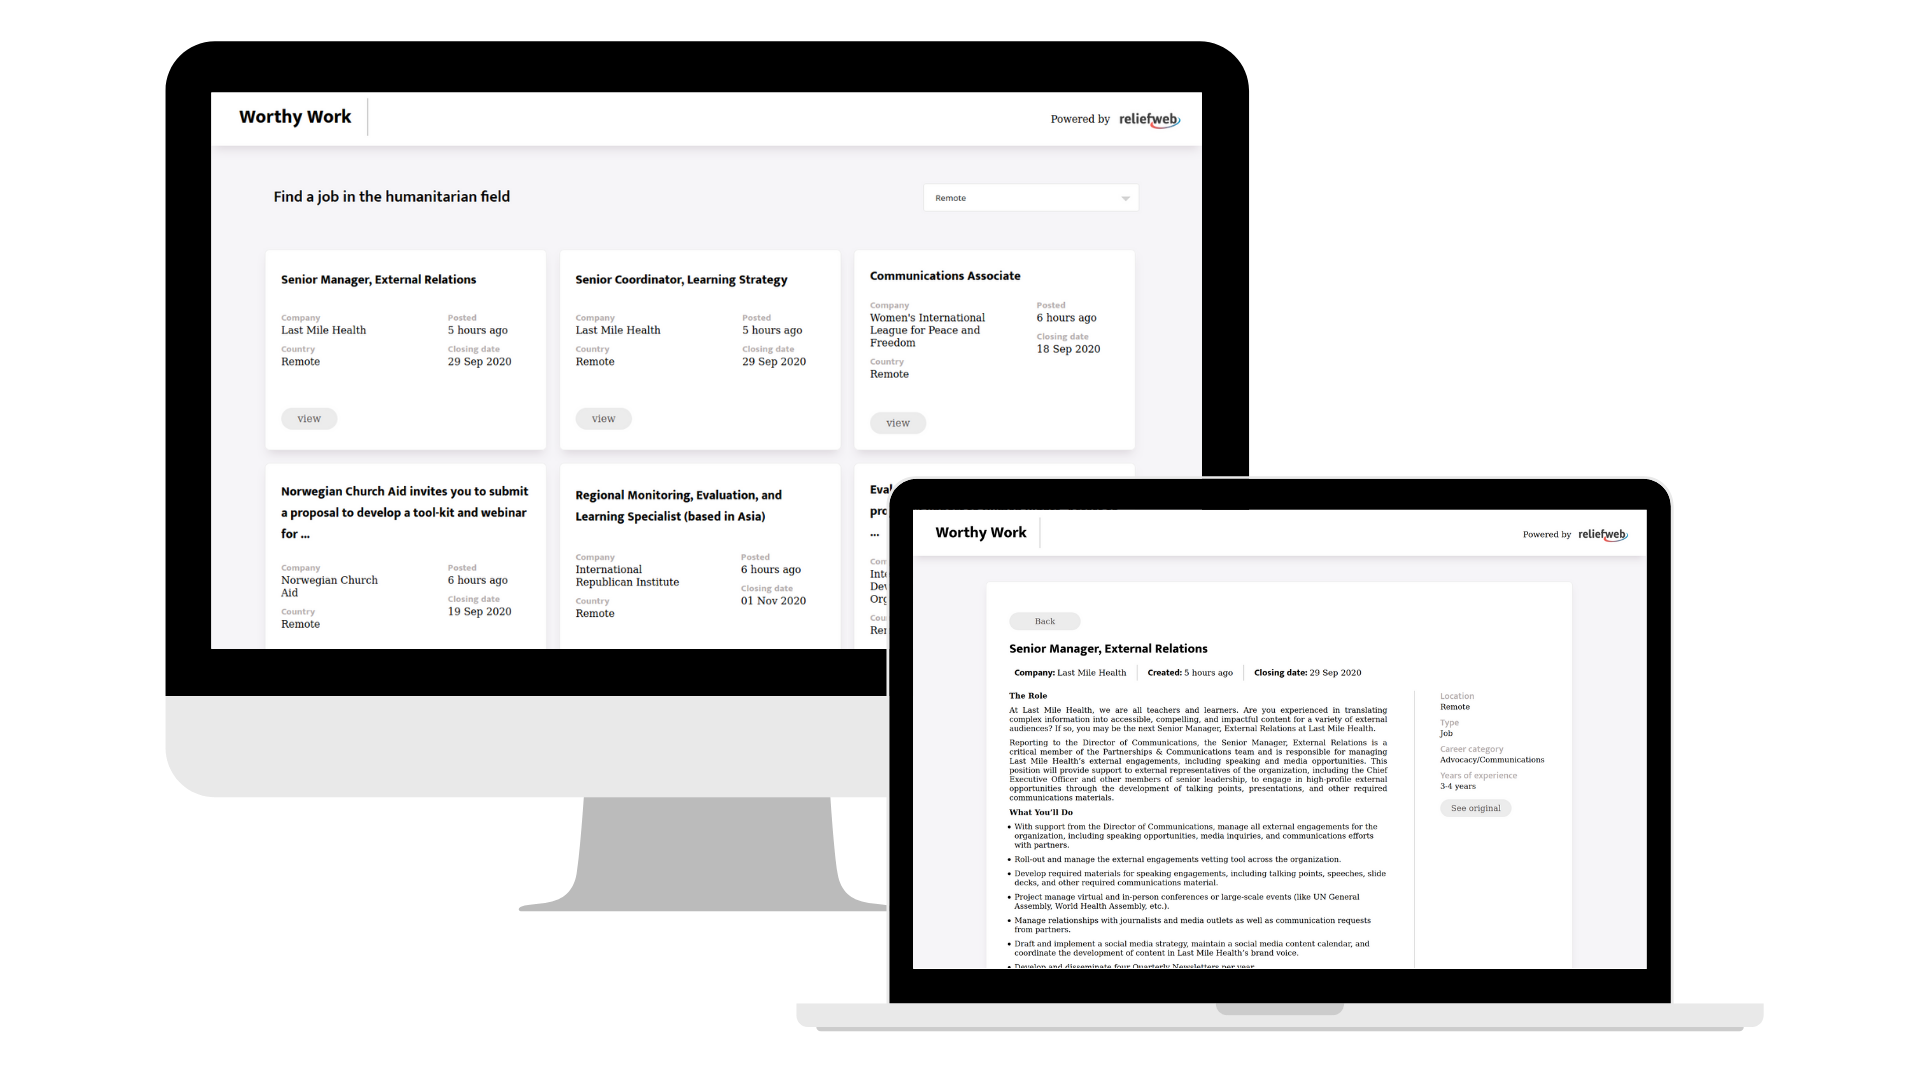 Worthy Work
Powered by reliefweb
Find a job in the humanitarian field
Remote
Senior Manager, External Relations
Company
Last Mile Health
Country
Remote
Posted
5 hours ago
Closing date
29 Sep 2020
view
Senior Coordinator, Learning Strategy
Company
Last Mile Health
Country
Remote
Posted
5 hours ago
Closing date
29 Sep 2020
view
Communications Associate
Company
Women's International
League for Peace and
Freedom
Country
Remote
Posted
6 hours ago
Closing date
18 Sep 2020
view
Norwegian Church Aid invites you to submit
a proposal to develop a tool-kit and webinar
for ...
Company
Norwegian Church
Aid
Country
Remote
Posted
6 hours ago
Closing date
19 Sep 2020
Regional Monitoring, Evaluation, and
Learning Specialist (based in Asia)
Company
International
Republican Institute
Country
Remote
Posted
6 hours ago
Closing date
01 Nov 2020
...
Worthy Work
Powered by reliefweb
Back
Senior Manager, External Relations
Company: Last Mile Health
Created: 5 hours ago
Closing date: 29 Sep 2020
The Role
At Last Mile Health, we are all teachers and learners. Are you experienced in translating
complex information into accessible, compelling, and impactful content for a variety of external
audiences? If so, you may be the next Senior Manager, External Relations at Last Mile Health.
Reporting to the Director of Communications, the Senior Manager, External Relations is a
critical member of the Partnerships & Communications team and is responsible for managing
Last Mile Health's external engagements, including speaking and media opportunities. This
position will provide support to external representatives of the organization, including the Chief
Executive Officer and other members of senior leadership, to engage in high-profile external
opportunities through the development of talking points, presentations, and other required
communications materials.
What You'll Do
• With support from the Director of Communications, manage all external engagements for the
organization, including speaking opportunities, media inquiries, and communications efforts
with partners.
• Roll-out and manage the external engagements vetting tool across the organization.
• Develop required materials for speaking engagements, including talking points, speeches, slide
decks, and other required communications material.
• Project manage virtual and in-person conferences or large-scale events (like UN General
Assembly, World Health Assembly, etc.).
• Manage relationships with journalists and media outlets as well as communication requests
from partners.
• Draft and implement a social media strategy, maintain a social media content calendar, and
coordinate the development of content in Last Mile Health's brand voice.
• Develop and disseminate four Quarterly Newsletters per year.
Location
Remote
Type
Job
Career category
Advocacy/Communications
Years of experience
3-4 years
See original